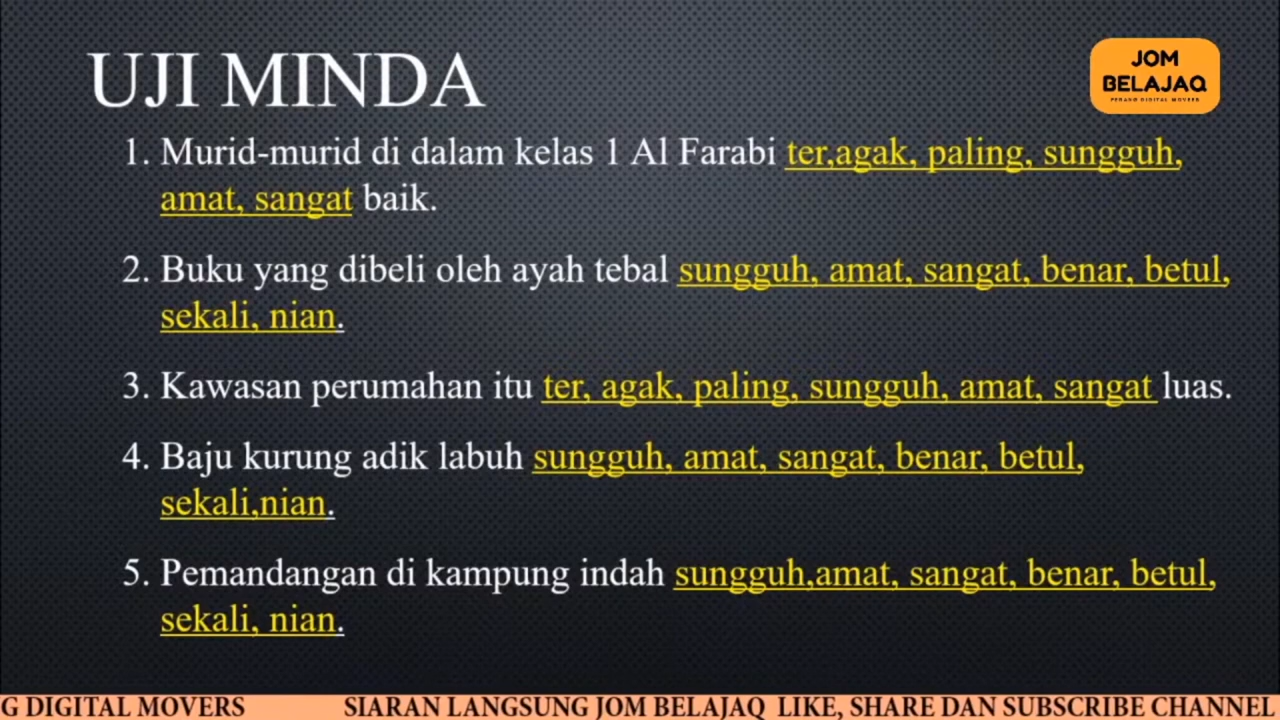 UJI MINDA
JOM
BELAJAQ
PERAGO DIGITAL MOVERS
1. Murid-murid di dalam kelas 1 Al Farabi ter,agak, paling, sungguh,
amat, sangat baik.
2. Buku yang dibeli oleh ayah tebal sungguh, amat, sangat, benar, betul,
sekali, nian.
3. Kawasan perumahan itu ter, agak, paling, sungguh, amat, sangat luas.
4. Baju kurung adik labuh sungguh, amat, sangat, benar, betul,
sekali,nian.
5. Pemandangan di kampung indah sungguh,amat, sangat, benar, betul,
sekali, nian.
G DIGITAL MOVERS SIARAN LANGSUNG JOM BELAJAQ LIKE, SHARE DAN SUBSCRIBE CHANNEL